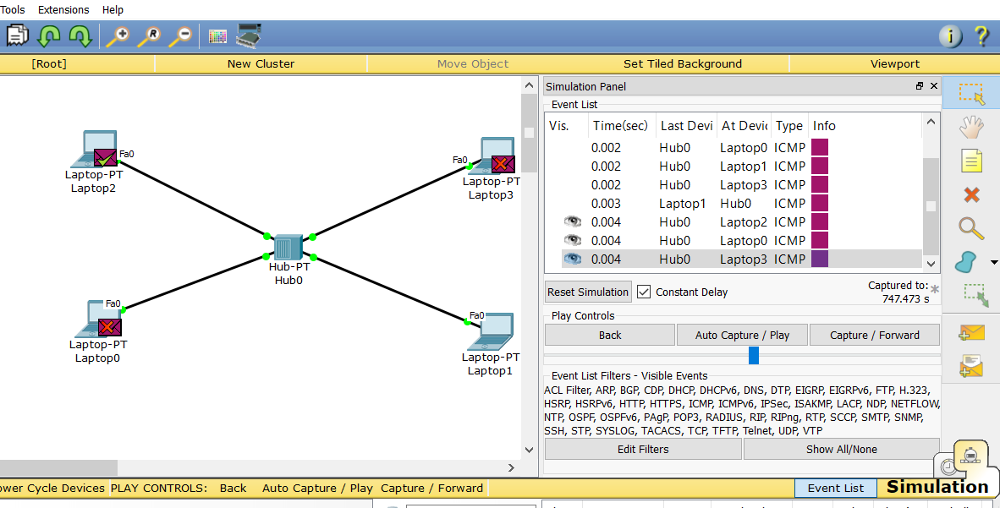 Tools Extensions Help
[Root] New Cluster Move Object Set Tiled Background Viewport
Simulation Panel
Event List
Vis. Time(sec) Last Devi At Devic Type Info
0.002 Hub0 Laptop0 ICMP
0.002 Hub0 Laptop1 ICMP
0.002 Hub0 Laptop3 ICMP
0.003 Laptop1 Hub0 ICMP
0.004 Hub0 Laptop2 ICMP
0.004 Hub0 Laptop0 ICMP
0.004 Hub0 Laptop3 ICMP
Reset Simulation Constant Delay
Captured to: *
747.473 s
Play Controls
Back Auto Capture / Play Capture / Forward
Event List Filters - Visible Events
ACL Filter, ARP, BGP, CDP, DHCP, DHCPv6, DNS, DTP, EIGRP, EIGRPv6, FTP, H.323,
HSRP, HSRPv6, HTTP, HTTPS, ICMP, ICMPv6, IPSec, ISAKMP, LACP, NDP, NETFLOW,
NTP, OSPF, OSPFv6, PAgP, POP3, RADIUS, RIP, RIPng, RTP, SCCP, SMTP, SNMP,
SSH, STP, SYSLOG, TACACS, TCP, TFTP, Telnet, UDP, VTP
Edit Filters Show All/None
Fa0
Laptop-PT
Laptop2
Fa0
Laptop-PT
Laptop3
Hub-PT
Hub0
Fa0
Laptop-PT
Laptop0
Fa0
Laptop-PT
Laptop1
ower Cycle Devices PLAY CONTROLS: Back Auto Capture / Play Capture / Forward
Event List Simulation